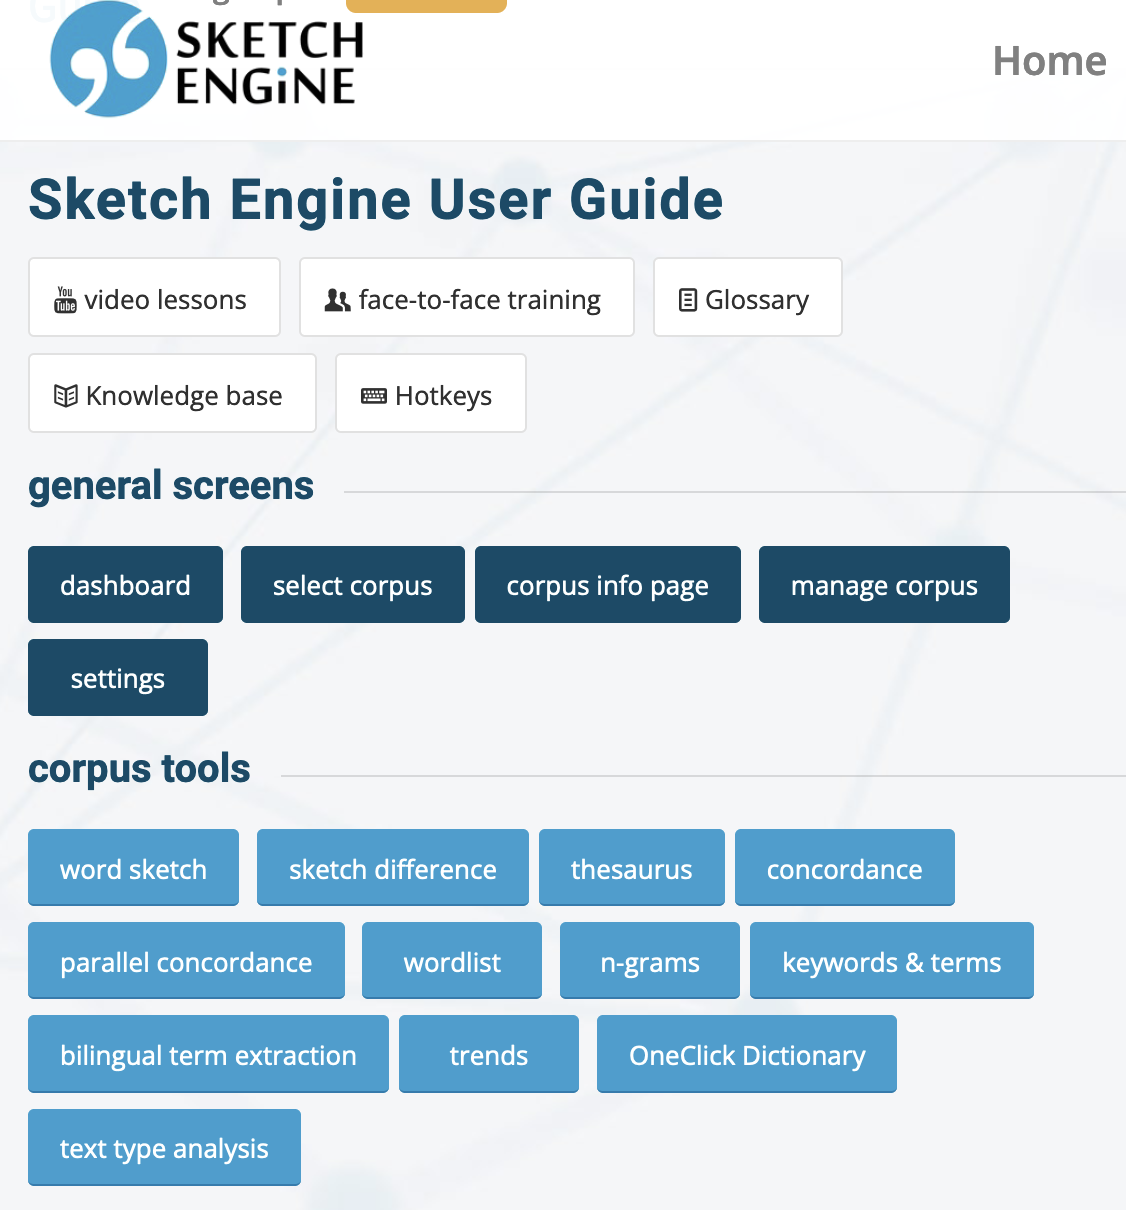 SKETCH
ENGiNE
Home
Sketch Engine User Guide
You Tube video lessons face-to-face training Glossary
Knowledge base Hotkeys
general screens
dashboard select corpus corpus info page manage corpus
settings
corpus tools
word sketch sketch difference thesaurus concordance
parallel concordance wordlist n-grams keywords & terms
bilingual term extraction trends OneClick Dictionary
text type analysis